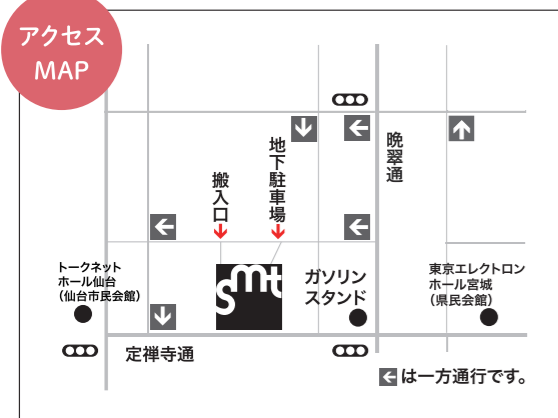 アクセス
MAP
晩翠通
地下駐車場
搬入口
トークネット
ホール仙台
(仙台市民会館)
smt
ガソリン
スタンド
東京エレクトロン
ホール宮城
(県民会館)
定禅寺通
は一方通行です。